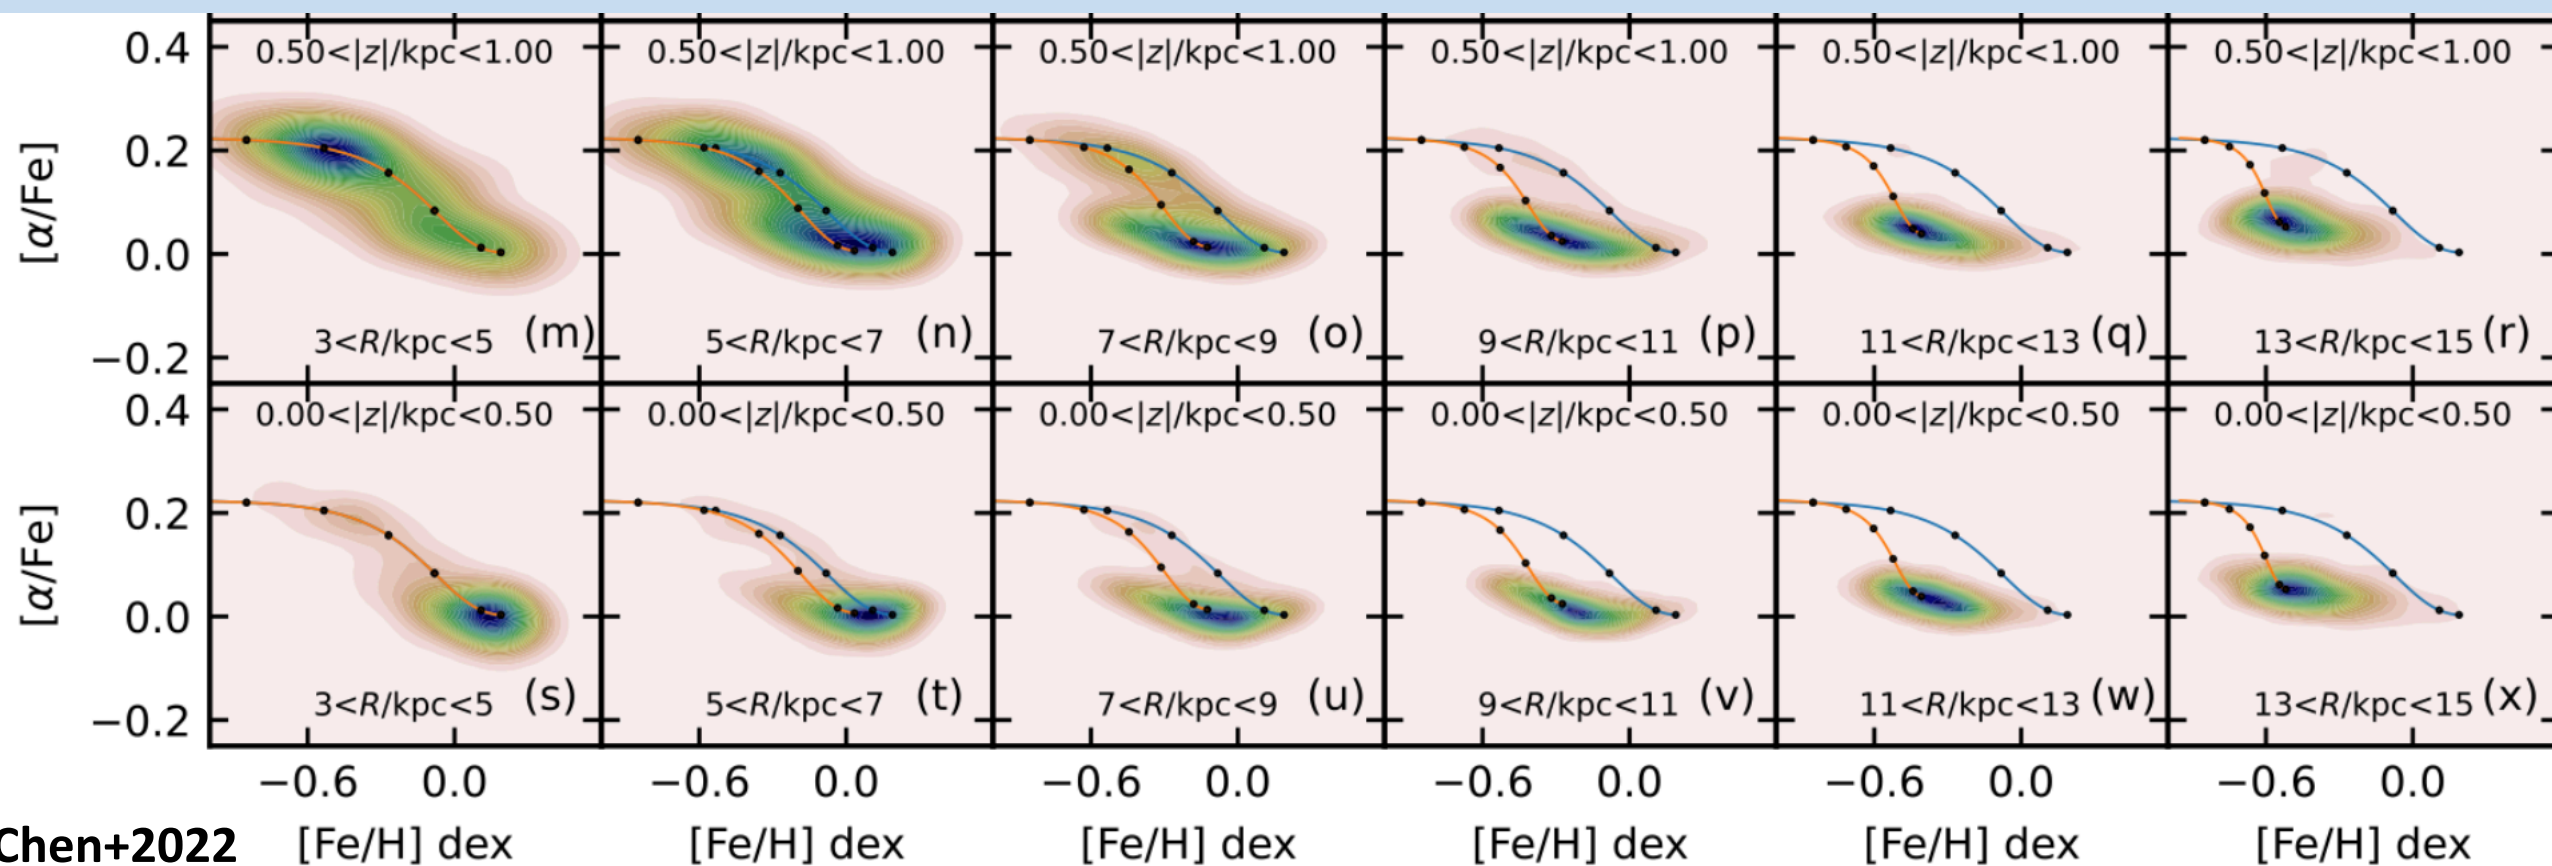 0.4 0.50<|z|/kpc<1.00 0.50<|z|/kpc<1.00 0.50<|z|/kpc<1.00 0.50<|z|/kpc<1.00 0.50<|z|/kpc<1.00 0.50<|z|/kpc<1.00
0.2
[α/Fe]
0.0
−0.2 3<R/kpc<5 (m) 5<R/kpc<7 (n) 7<R/kpc<9 (o) 9<R/kpc<11 (p) 11<R/kpc<13 (q) 13<R/kpc<15 (r)
0.4 0.00<|z|/kpc<0.50 0.00<|z|/kpc<0.50 0.00<|z|/kpc<0.50 0.00<|z|/kpc<0.50 0.00<|z|/kpc<0.50 0.00<|z|/kpc<0.50
0.2
[α/Fe]
0.0
−0.2 3<R/kpc<5 (s) 5<R/kpc<7 (t) 7<R/kpc<9 (u) 9<R/kpc<11 (v) 11<R/kpc<13 (w) 13<R/kpc<15 (x)
−0.6 0.0 −0.6 0.0 −0.6 0.0 −0.6 0.0 −0.6 0.0 −0.6 0.0
Chen+2022 [Fe/H] dex [Fe/H] dex [Fe/H] dex [Fe/H] dex [Fe/H] dex [Fe/H] dex